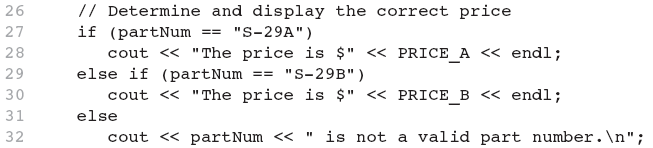 26 // Determine and display the correct price
27 if (partNum == "S-29A")
28 cout << "The price is $" << PRICE_A << endl;
29 else if (partNum == "S-29B")
30 cout << "The price is $" << PRICE_B << endl;
31 else
32 cout << partNum << " is not a valid part number.\n";